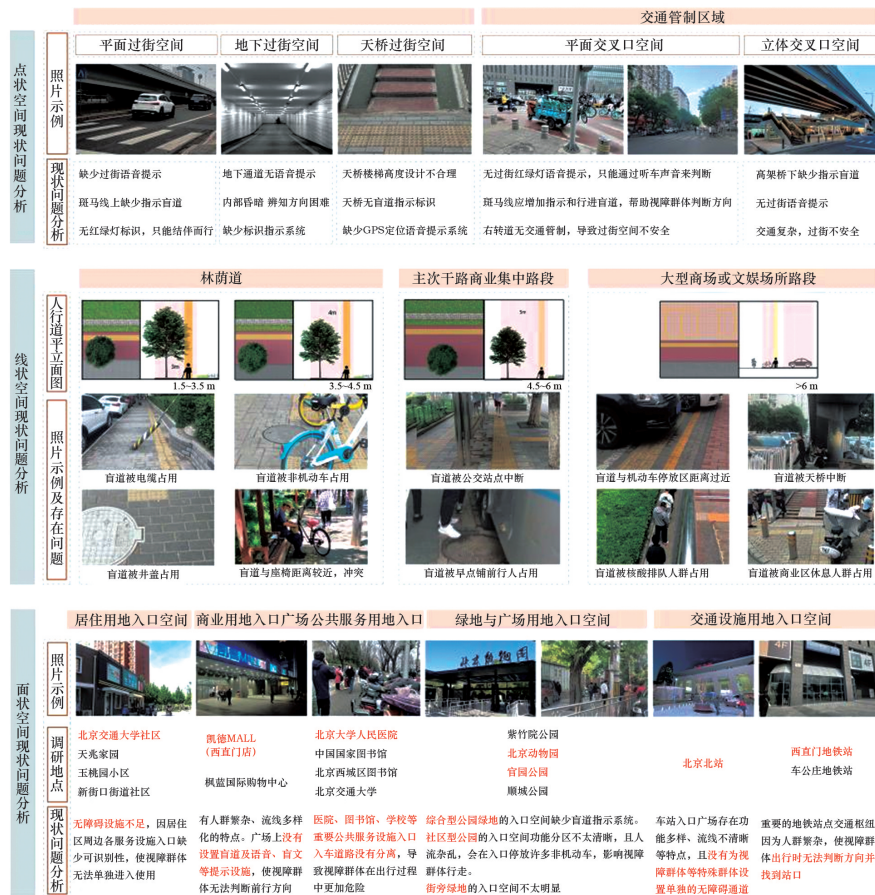 交通管制区域
平面过街空间 地下过街空间 天桥过街空间 平面交叉口空间 立体交叉口空间
点状空间现状问题分析
照片示例
现状问题分析
缺少过街语音提示
斑马线上缺少指示盲道
无红绿灯标识，只能结伴而行
地下通道无语音提示
内部昏暗 辨知方向困难
缺少标识指示系统
天桥楼梯高度设计不合理
天桥无盲道指示标识
缺少GPS定位语音提示系统
无过街红绿灯语音提示，只能通过听车声音来判断
斑马线应增加指示和行进盲道，帮助视障群体判断方向
右转道无交通管制，导致过街空间不安全
高架桥下缺少指示盲道
无过街语音提示
交通复杂，过街不安全
线状空间现状问题分析
林荫道 主次干路商业集中路段 大型商场或文娱场所路段
人行道平立面图
3m
4m
5m
1.5~3.5 m 3.5~4.5 m 4.5~6 m >6 m
照片示例及存在问题
盲道被电缆占用 盲道被非机动车占用 盲道被公交站点中断 盲道与机动车停放区距离过近 盲道被天桥中断
盲道被井盖占用 盲道与座椅距离较近，冲突 盲道被早点铺前行人占用 盲道被核酸排队人群占用 盲道被商业区休息人群占用
面状空间现状问题分析
居住用地入口空间 商业用地入口广场 公共服务用地入口 绿地与广场用地入口空间 交通设施用地入口空间
照片示例
北京动物园
4F
调研地点
北京交通大学社区
天兆家园
玉桃园小区
新街口街道社区
凯德MALL
(西直门店)
枫蓝国际购物中心
北京大学人民医院
中国国家图书馆
北京西城区图书馆
北京交通大学
紫竹院公园
北京动物园
官园公园
顺城公园
北京北站
西直门地铁站
车公庄地铁站
现状问题分析
无障碍设施不足，因居住
区周边各服务设施入口缺
少可识别性，使视障群体
无法单独进入使用
有人群繁杂、流线多样
化的特点。广场上没有
设置盲道及语音、盲文
等提示设施，使视障群
体无法判断前行方向
医院、图书馆、学校等
重要公共服务设施入口
入车道路没有分离，导
致视障群体在出行过程
中更加危险
综合型公园绿地的入口空间缺少盲道指示系统。
社区型公园的入口空间功能分区不太清晰，且人
流杂乱，会在入口停放许多非机动车，影响视障
群体行走。
街旁绿地的入口空间不太明显
车站入口广场存在功
能多样、流线不清晰
等特点，且没有为视
障群体等特殊群体设
置单独的无障碍通道
重要的地铁站点交通枢纽
因为人群繁杂，使视障群
体出行时无法判断方向并
找到站口